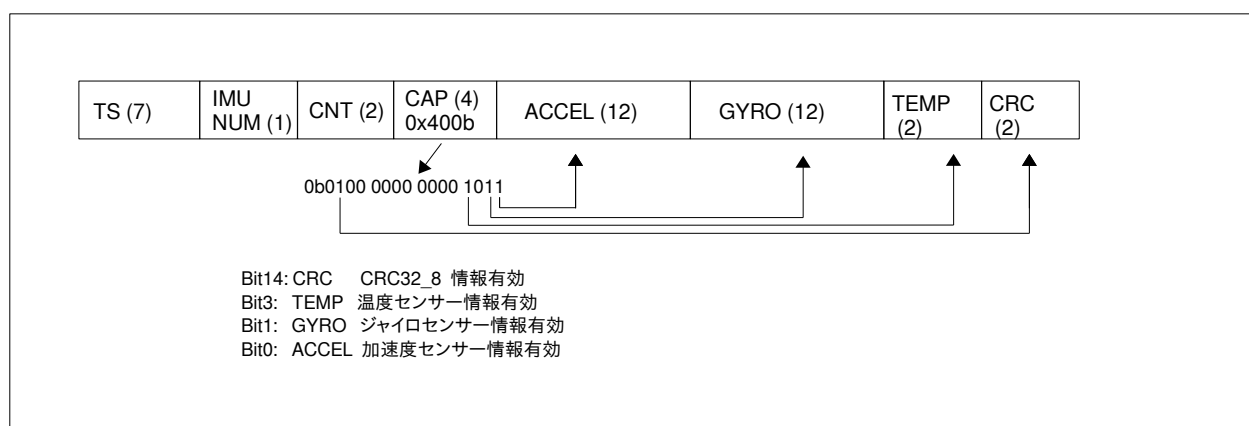 TS (7)
IMU
NUM (1)
CNT (2)
CAP (4)
0x400b
ACCEL (12)
GYRO (12)
TEMP
(2)
CRC
(2)
0b0100 0000 0000 1011
Bit14: CRC CRC32_8 情報有効
Bit3: TEMP 温度センサー情報有効
Bit1: GYRO ジャイロセンサー情報有効
Bit0: ACCEL 加速度センサー情報有効